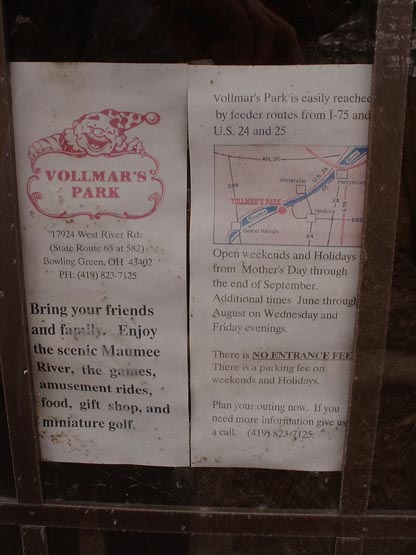 VOLLMAR'S
PARK
17924 West River Rd.
(State Route 65 at 582)
Bowling Green, OH 43402
PH: (419) 823-7125
Bring your friends
and family. Enjoy
the scenic Maumee
River, the games,
amusement rides,
food, gift shop, and
miniature golf.
Vollmar's Park is easily reached
by feeder routes from I-75 and
U.S. 24 and 25
Alt. 20
Waterville
U.S. 24
Perrysburg
235
VOLLMAR'S PARK
Maumee
582
Grand Rapids
64
Open weekends and Holidays
from Mother's Day through
the end of September.
Additional times June through
August on Wednesday and
Friday evenings.
There is NO ENTRANCE FEE
There is a parking fee on
weekends and Holidays.
Plan your outing now. If you
need more information give us
a call. (419) 823-7125.